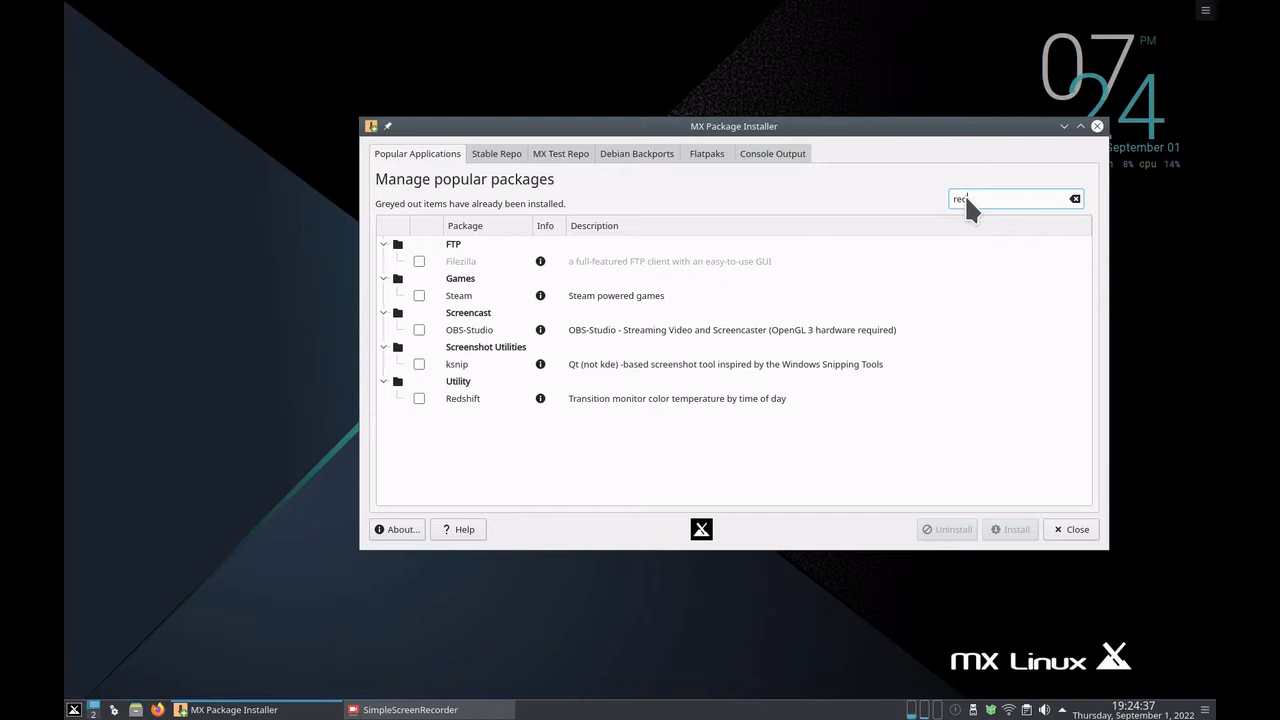 07 PM
24
September 01
8% cpu 14%
MX Package Installer
Popular Applications Stable Repo MX Test Repo Debian Backports Flatpaks Console Output
Manage popular packages
Greyed out items have already been installed.
Package Info Description
FTP
Filezilla a full-featured FTP client with an easy-to-use GUI
Games
Steam Steam powered games
Screencast
OBS-Studio OBS-Studio - Streaming Video and Screencaster (OpenGL 3 hardware required)
Screenshot Utilities
ksnip Qt (not kde) -based screenshot tool inspired by the Windows Snipping Tools
Utility
Redshift Transition monitor color temperature by time of day
About... ? Help Uninstall Install Close
MX Linux
2 MX Package Installer SimpleScreenRecorder 19:24:37
Thursday, September 1, 2022